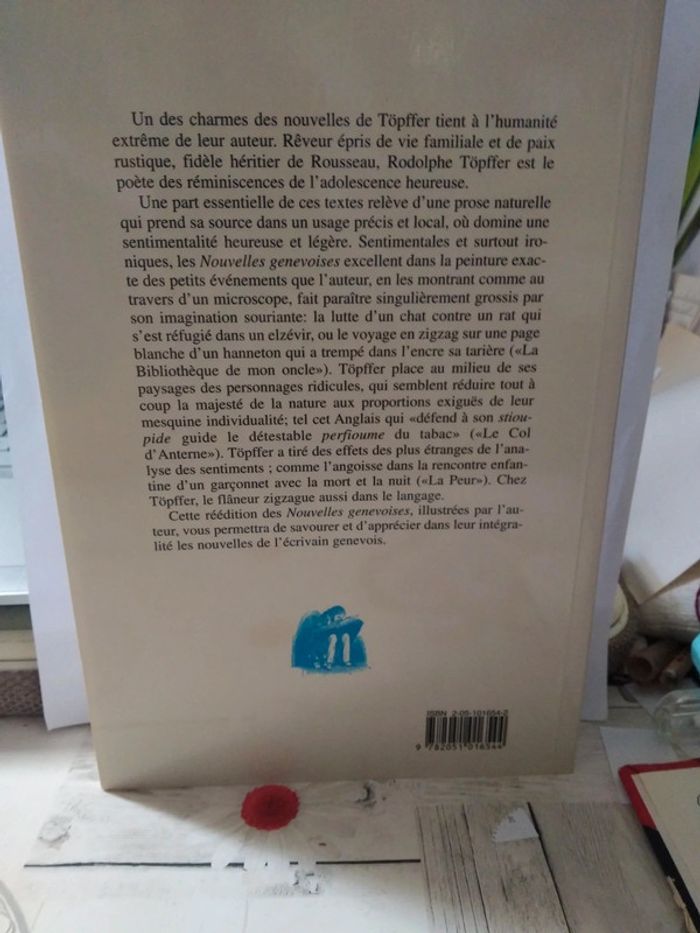 Un des charmes des nouvelles de Töpffer tient à l'humanité
extrême de leur auteur. Rêveur épris de vie familiale et de paix
rustique, fidèle héritier de Rousseau, Rodolphe Töpffer est le
poète des réminiscences de l'adolescence heureuse.
Une part essentielle de ces textes relève d'une prose naturelle
qui prend sa source dans un usage précis et local, où domine une
sentimentalité heureuse et légère. Sentimentales et surtout iro-
niques, les Nouvelles genevoises excellent dans la peinture exac-
te des petits événements que l'auteur, en les montrant comme au
travers d'un microscope, fait paraître singulièrement grossis par
son imagination souriante: la lutte d'un chat contre un rat qui
s'est réfugié dans un elzévir, ou le voyage en zigzag sur une page
blanche d'un hanneton qui a trempé dans l'encre sa tarière («La
Bibliothèque de mon oncle»). Töpffer place au milieu de ses
paysages des personnages ridicules, qui semblent réduire tout à
coup la majesté de la nature aux proportions exiguës de leur
mesquine individualité; tel cet Anglais qui «défend à son stiou-
pide guide le détestable perfioume du tabac» («Le Col
d'Anterne»). Töpffer a tiré des effets des plus étranges de l'ana-
lyse des sentiments ; comme l'angoisse dans la rencontre enfan-
tine d'un garçonnet avec la mort et la nuit («La Peur»). Chez
Töpffer, le flâneur zigzague aussi dans le langage.
Cette réédition des Nouvelles genevoises, illustrées par l'au-
teur, vous permettra de savourer et d'apprécier dans leur intégra-
lité les nouvelles de l'écrivain genevois.
ISBN 2-05-101654-2
9 782051 016544